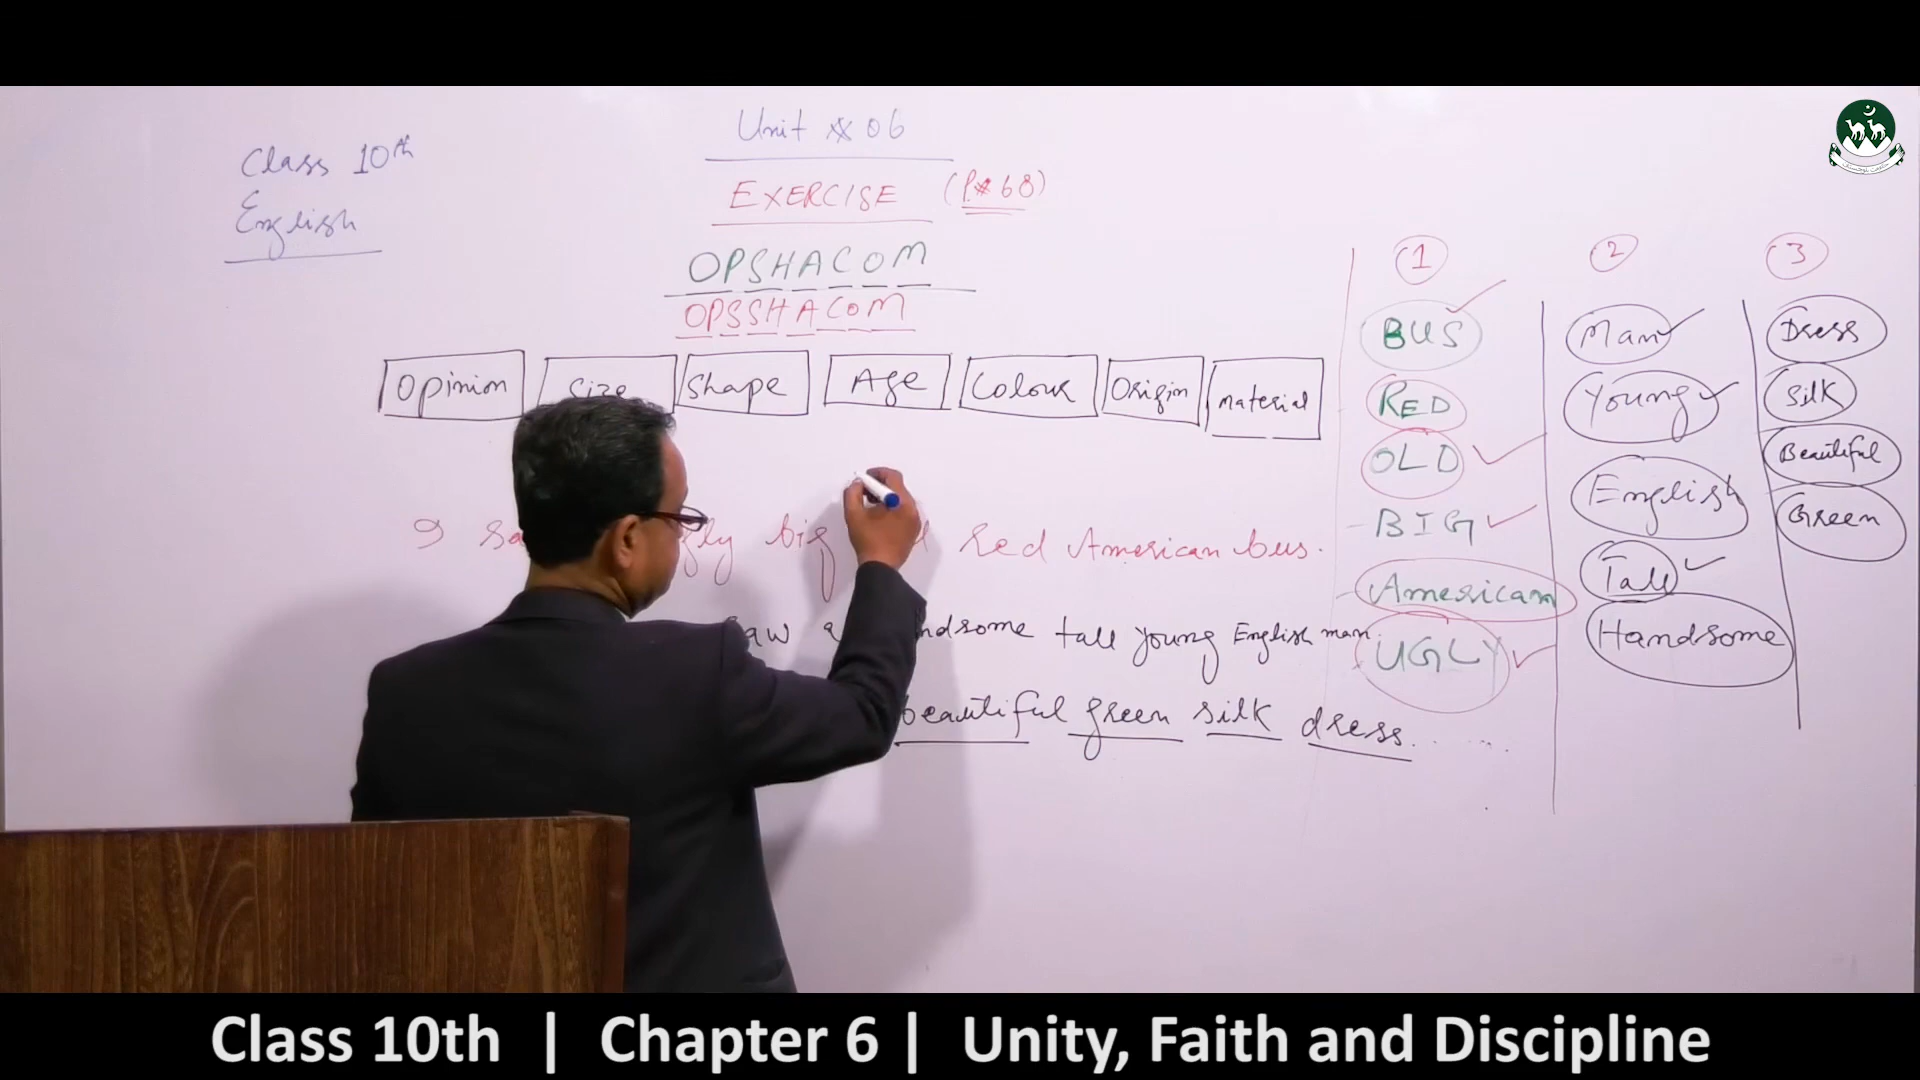 Class 10th
English
Unit # 06
EXERCISE (P# 68)
OPSHACOM
OPSSHACOM
Opinion Size Shape Age Colour Origin material
I big red American bus.
handsome tall young English man.
beautiful green silk dress.
1
BUS
RED
OLD
BIG
American
UGLY
2
Man
Young
English
Tall
Handsome
3
Dress
Silk
Beautiful
Green
Class 10th | Chapter 6 | Unity, Faith and Discipline